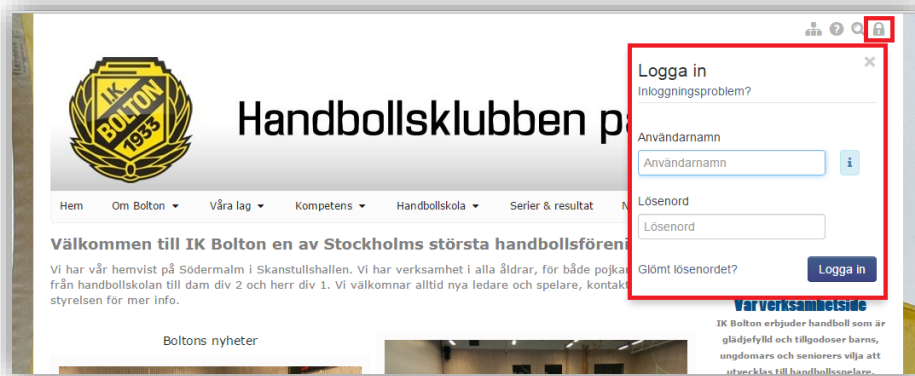 IK.
BOLTON
1933
Handbollsklubben
Logga in
Inloggningsproblem?
Användarnamn
Användarnamn
i
Lösenord
Lösenord
Glömt lösenordet?
Logga in
Hem Om Bolton Våra lag Kompetens Handbollskola Serier & resultat
Välkommen till IK Bolton en av Stockholms största
Vi har vår hemvist på Södermalm i Skanstullshallen. Vi har verksamhet i alla åldrar, för både
från handbollskolan till dam div 2 och herr div 1. Vi välkomnar alltid nya ledare och spelare,
styrelsen för mer info.
Boltons nyheter
Vår verksamhetside
IK Bolton erbjuder handboll som är
glädjefylld och tillgodoser barns,
ungdomars och seniorers vilja att
utvecklas till handbollsspelare.